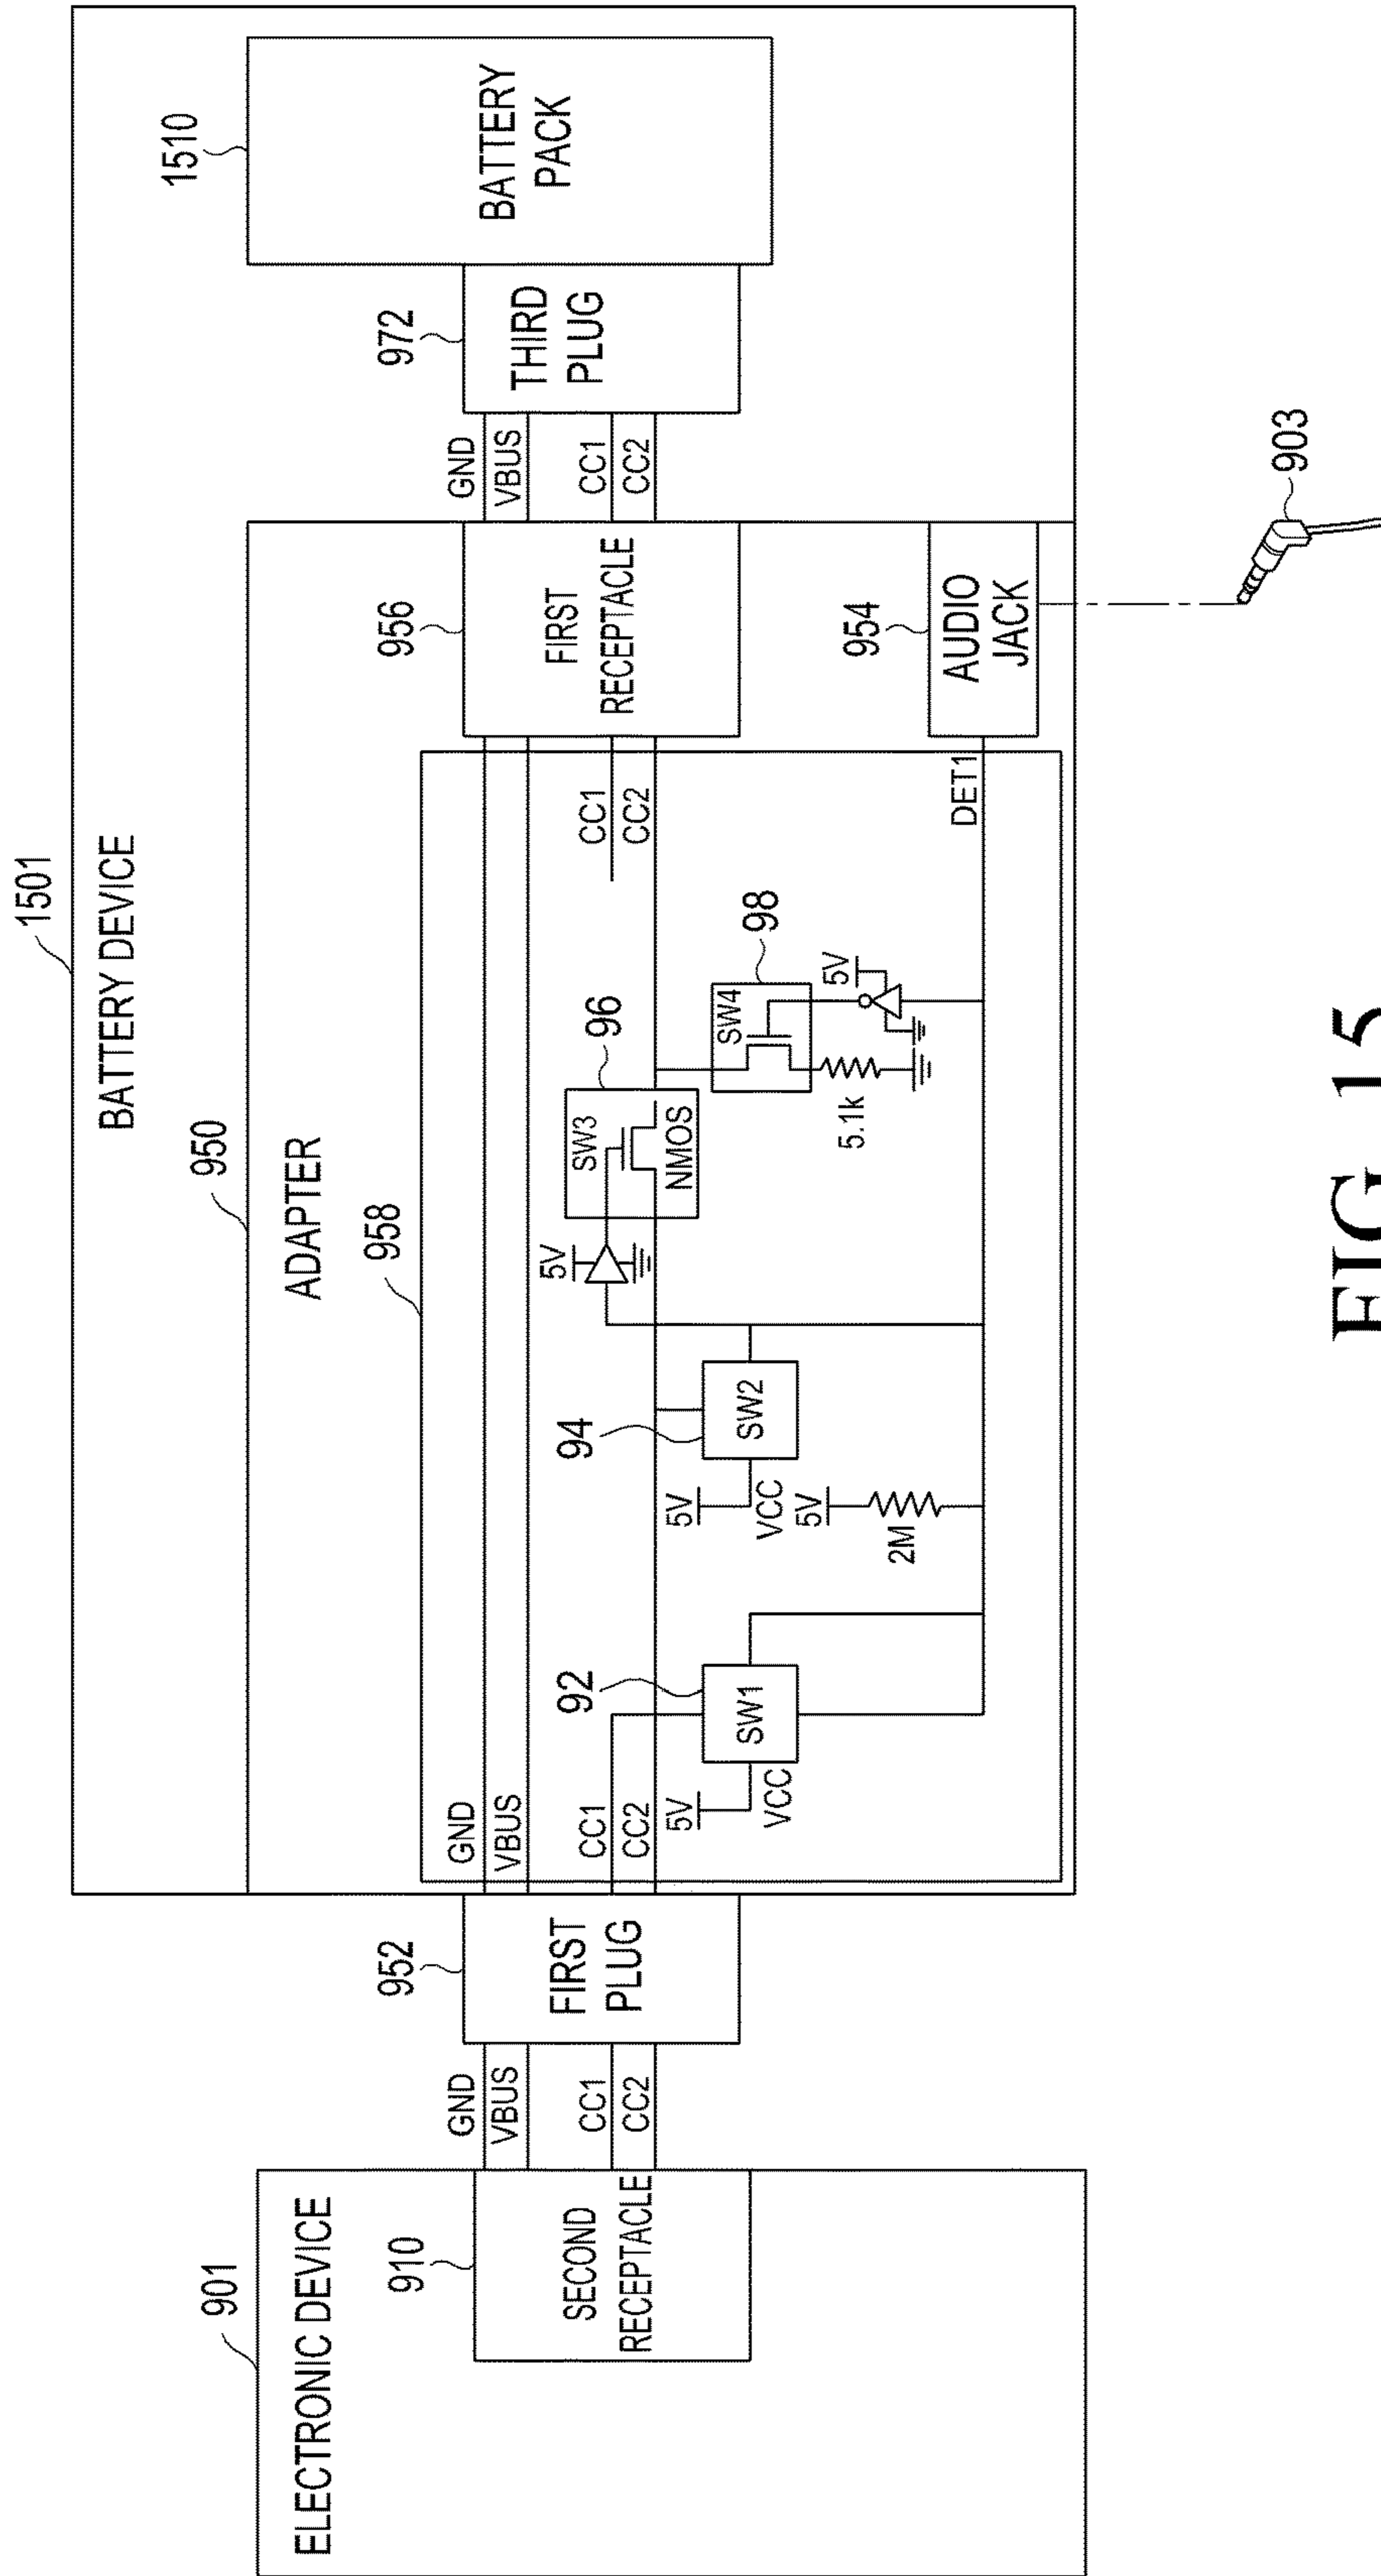 1501
BATTERY DEVICE
950
ADAPTER
958
901
ELECTRONIC DEVICE
910
SECOND
RECEPTACLE
GND
VBUS
CC1
CC2
952
FIRST
PLUG
GND
VBUS
CC1
CC2
5V
VCC
92
SW1
94
SW2
5V
VCC
5V
2M
5V
96
SW3
NMOS
98
SW4
5V
5.1k
CC1
CC2
DET1
956
FIRST
RECEPTACLE
954
AUDIO
JACK
GND
VBUS
CC1
CC2
972
THIRD
PLUG
1510
BATTERY
PACK
903
FIG. 15